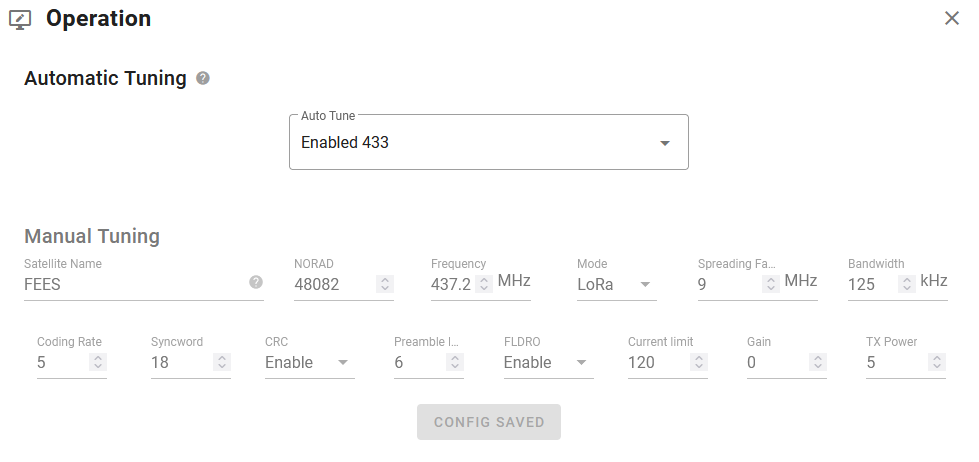 Operation
Automatic Tuning
Auto Tune
Enabled 433
Manual Tuning
Satellite Name NORAD Frequency Mode Spreading Fa... Bandwidth
FEES 48082 437.2 MHz LoRa 9 MHz 125 kHz
Coding Rate Syncword CRC Preamble l... FLDRO Current limit Gain TX Power
5 18 Enable 6 Enable 120 0 5
CONFIG SAVED